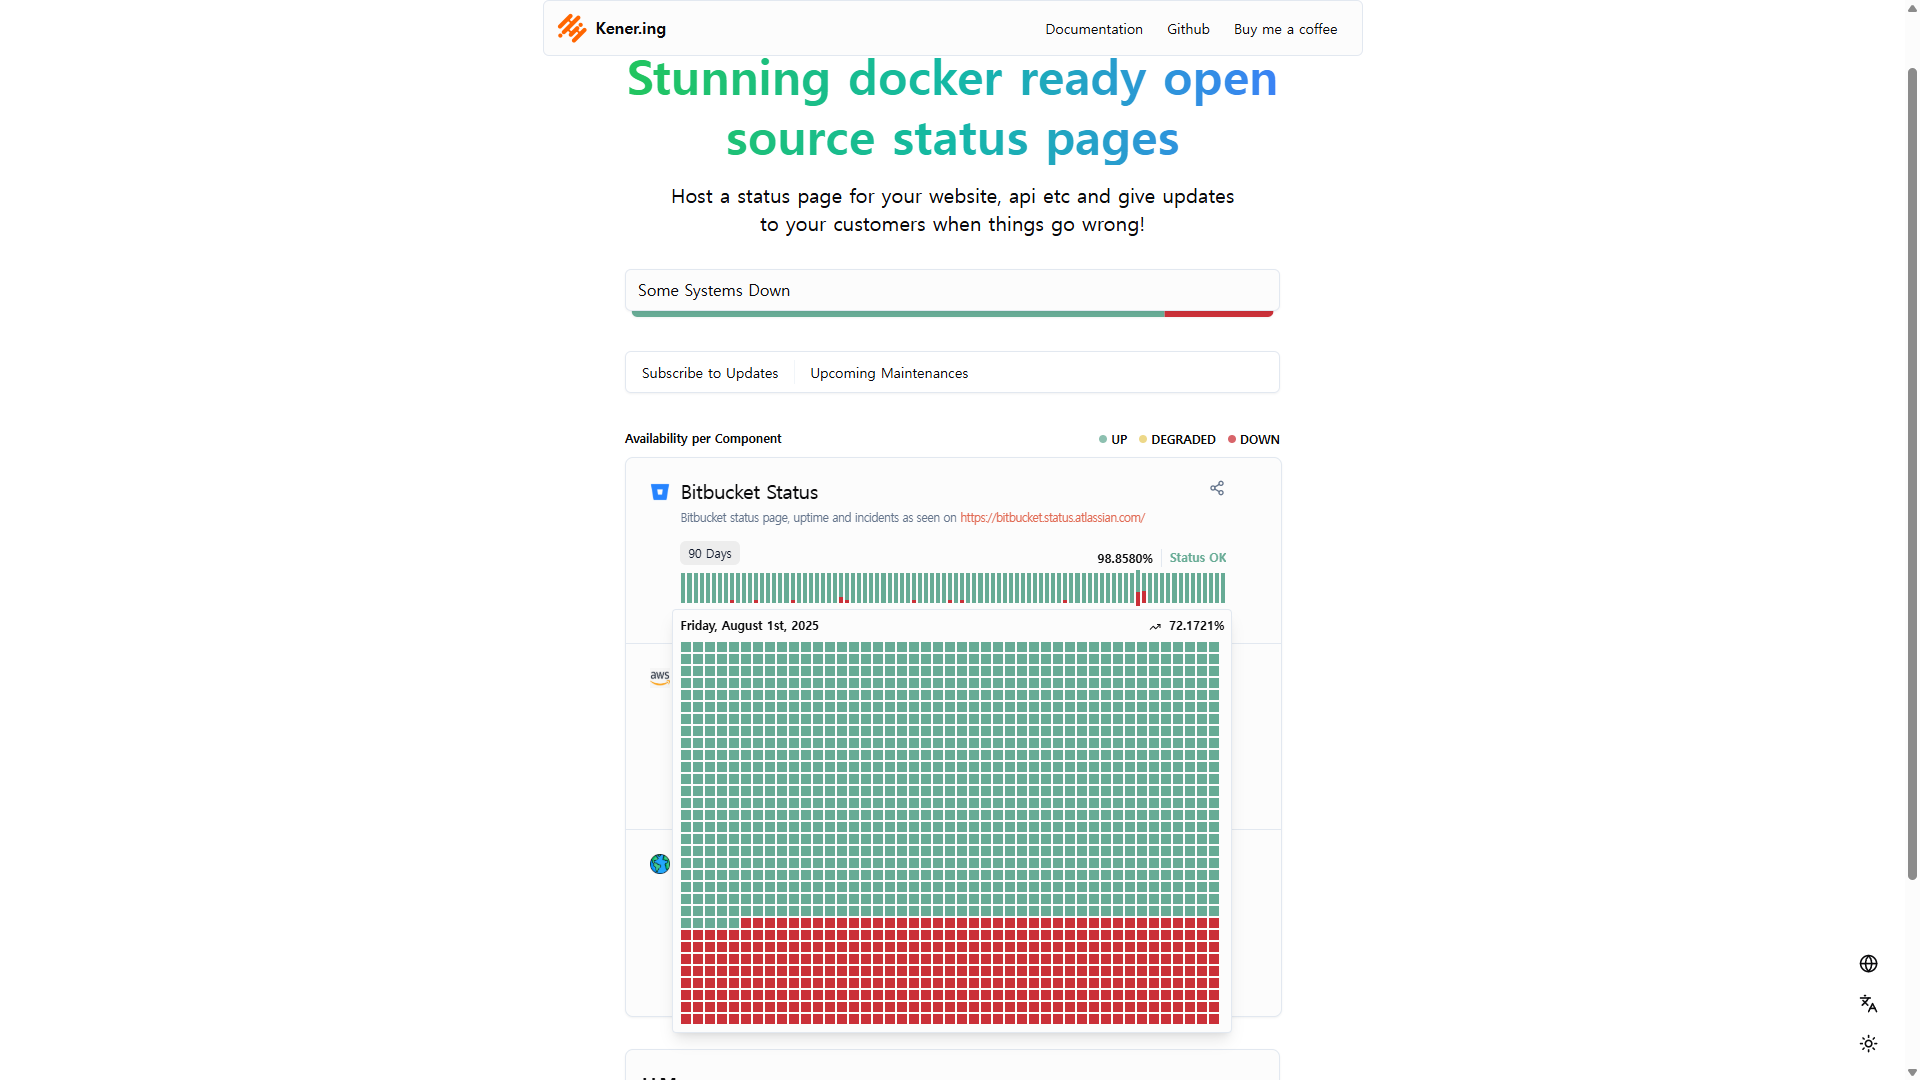 Kener.ing
Documentation
Github
Buy me a coffee
Stunning docker ready open
source status pages
Host a status page for your website, api etc and give updates
to your customers when things go wrong!
Some Systems Down
Subscribe to Updates
Upcoming Maintenances
Availability per Component
UP
DEGRADED
DOWN
Bitbucket Status
Bitbucket status page, uptime and incidents as seen on https://bitbucket.status.atlassian.com/
90 Days
98.8580%
Status OK
Friday, August 1st, 2025
72.1721%
aws